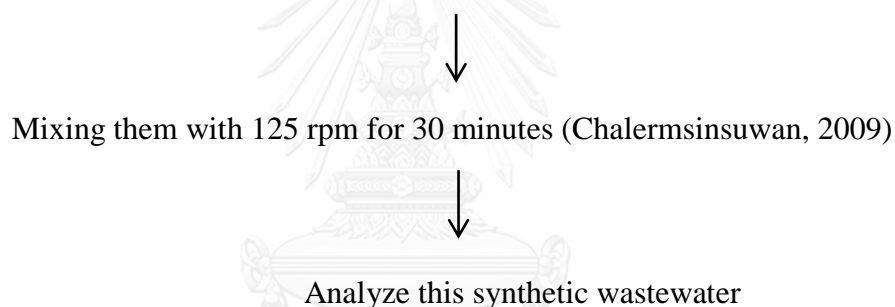 Mixing them with 125 rpm for 30 minutes (Chalermsinsuwan, 2009)
Analyze this synthetic wastewater